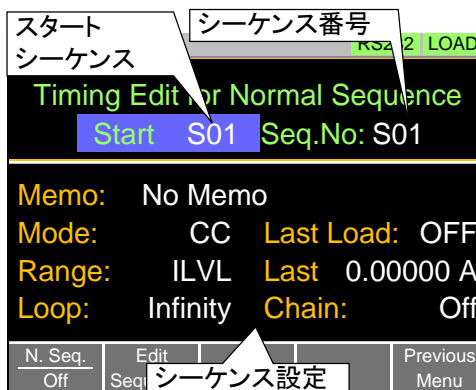 スタート
シーケンス
シーケンス番号
LOAD
Timing Edit for Normal Sequence
Start S01 Seq.No: S01
Memo: No Memo
Mode: CC Last Load: OFF
Range: ILVL Last 0.00000 A
Loop: Infinity Chain: Off
N. Seq. Edit Previous
Off Menu
シーケンス設定